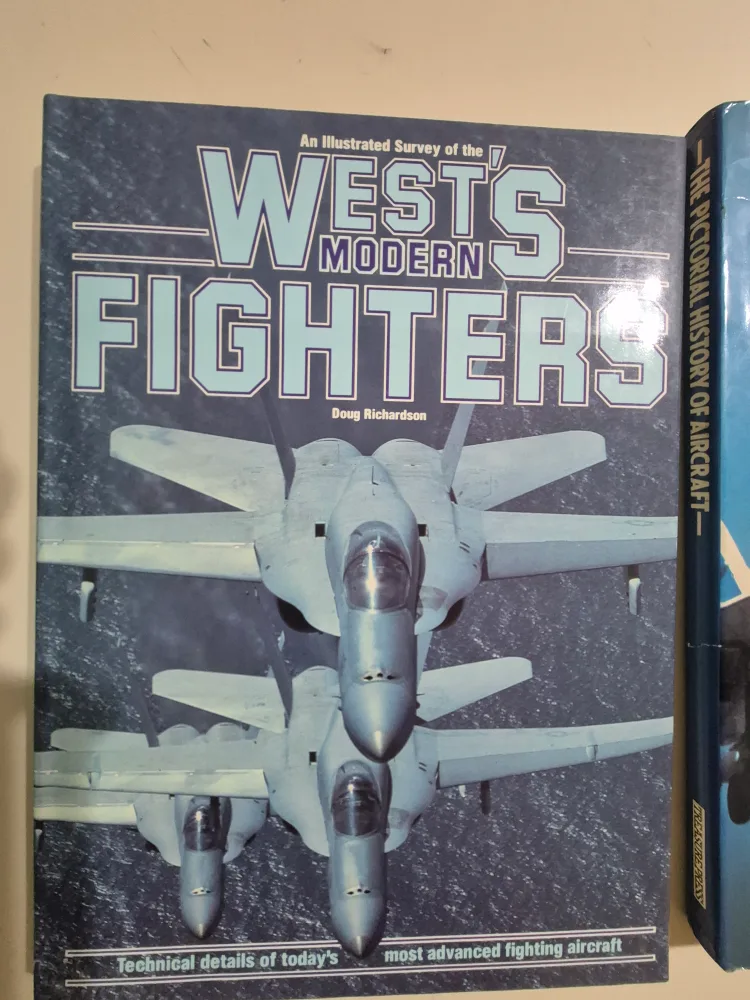 An Illustrated Survey of the
WEST'S
MODERN
FIGHTERS
Doug Richardson
Technical details of today's most advanced fighting aircraft
—THE PICTORIAL HISTORY OF AIRCRAFT—